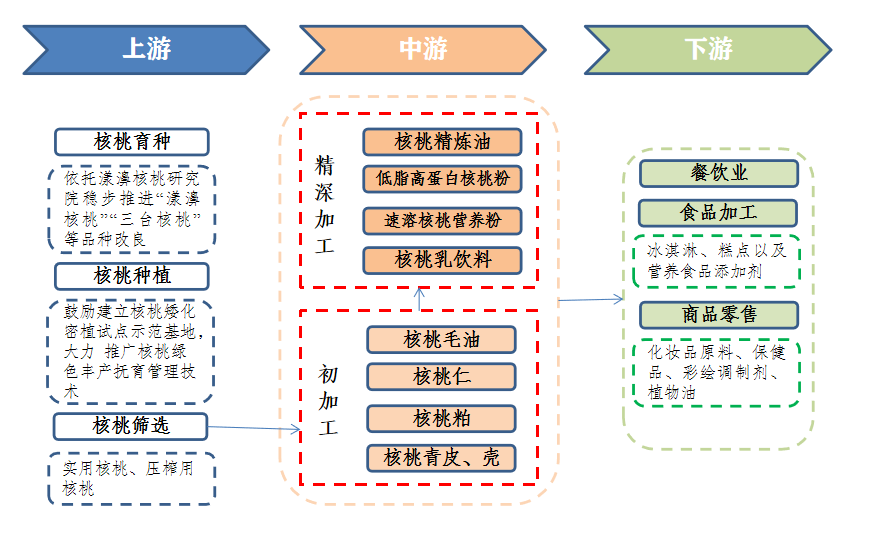 上游
中游
下游
核桃育种
依托漾濞核桃研究
院稳步推进“漾濞
核桃”“三台核桃”
等品种改良
核桃种植
鼓励建立核桃矮化
密植试点示范基地，
大力 推广核桃绿
色丰产抚育管理技
术
核桃筛选
实用核桃、压榨用
核桃
精深加工
核桃精炼油
低脂高蛋白核桃粉
速溶核桃营养粉
核桃乳饮料
初加工
核桃毛油
核桃仁
核桃粕
核桃青皮、壳
餐饮业
食品加工
冰淇淋、糕点以及
营养食品添加剂
商品零售
化妆品原料、保健
品、彩绘调制剂、
植物油